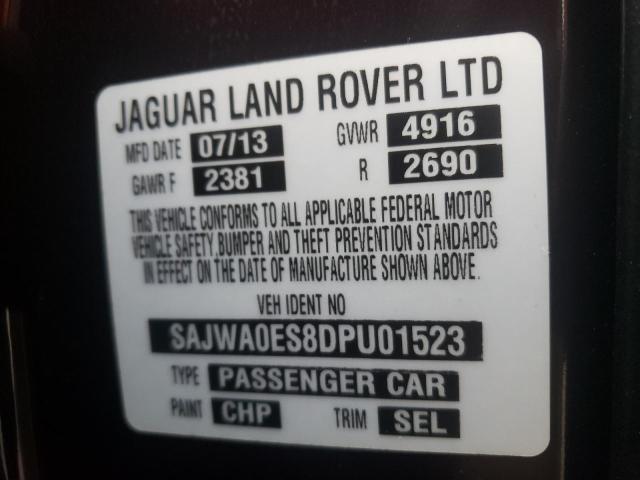 JAGUAR LAND ROVER LTD
MFD DATE 07/13 GVWR 4916
GAWR F 2381 R 2690
THIS VEHICLE CONFORMS TO ALL APPLICABLE FEDERAL MOTOR
VEHICLE SAFETY, BUMPER AND THEFT PREVENTION STANDARDS
IN EFFECT ON THE DATE OF MANUFACTURE SHOWN ABOVE.
VEH IDENT NO
SAJWA0ES8DPU01523
TYPE PASSENGER CAR
PAINT CHP TRIM SEL